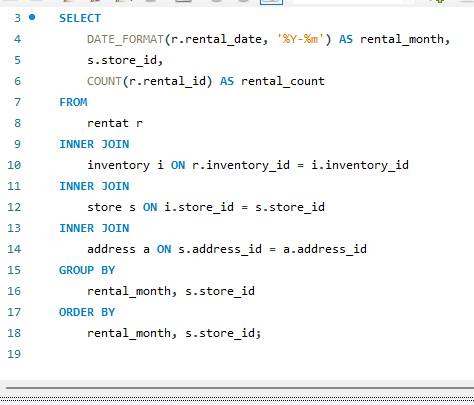 3 SELECT
4 DATE_FORMAT(r.rental_date, '%Y-%m') AS rental_month,
5 s.store_id,
6 COUNT(r.rental_id) AS rental_count
7 FROM
8 rentat r
9 INNER JOIN
10 inventory i ON r.inventory_id = i.inventory_id
11 INNER JOIN
12 store s ON i.store_id = s.store_id
13 INNER JOIN
14 address a ON s.address_id = a.address_id
15 GROUP BY
16 rental_month, s.store_id
17 ORDER BY
18 rental_month, s.store_id;
19